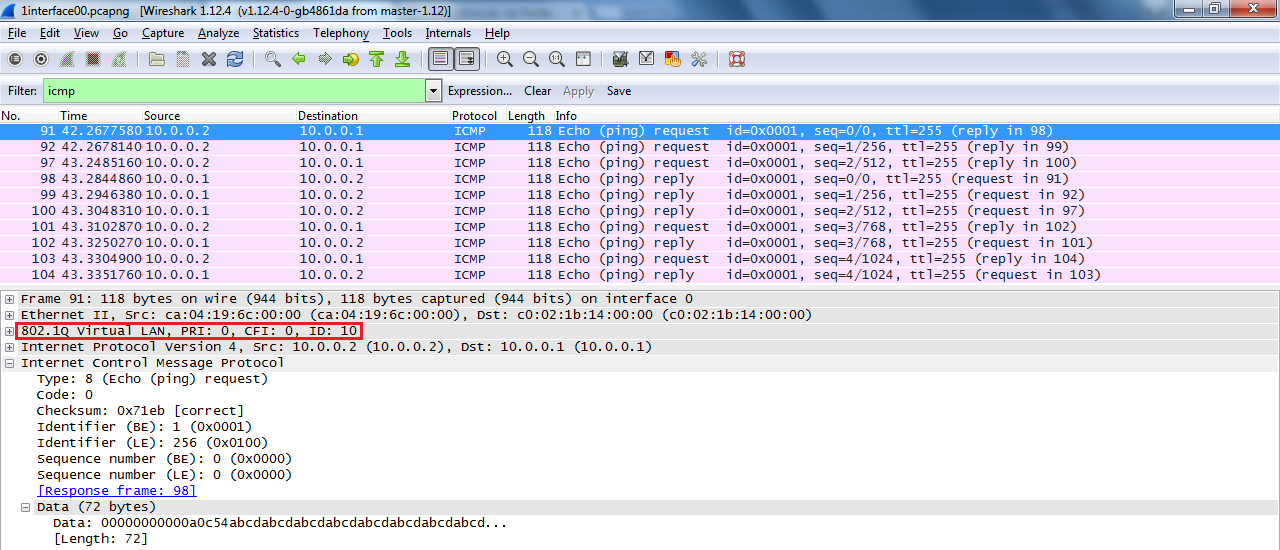 1interface00.pcapng [Wireshark 1.12.4 (v1.12.4-0-gb4861da from master-1.12)]
File Edit View Go Capture Analyze Statistics Telephony Tools Internals Help
Filter: icmp Expression... Clear Apply Save
No. Time Source Destination Protocol Length Info
91 42.2677580 10.0.0.2 10.0.0.1 ICMP 118 Echo (ping) request id=0x0001, seq=0/0, ttl=255 (reply in 98)
92 42.2678140 10.0.0.2 10.0.0.1 ICMP 118 Echo (ping) request id=0x0001, seq=1/256, ttl=255 (reply in 99)
97 43.2485160 10.0.0.2 10.0.0.1 ICMP 118 Echo (ping) request id=0x0001, seq=2/512, ttl=255 (reply in 100)
98 43.2844860 10.0.0.1 10.0.0.2 ICMP 118 Echo (ping) reply id=0x0001, seq=0/0, ttl=255 (request in 91)
99 43.2946380 10.0.0.1 10.0.0.2 ICMP 118 Echo (ping) reply id=0x0001, seq=1/256, ttl=255 (request in 92)
100 43.3048310 10.0.0.1 10.0.0.2 ICMP 118 Echo (ping) reply id=0x0001, seq=2/512, ttl=255 (request in 97)
101 43.3102870 10.0.0.2 10.0.0.1 ICMP 118 Echo (ping) request id=0x0001, seq=3/768, ttl=255 (reply in 102)
102 43.3250270 10.0.0.1 10.0.0.2 ICMP 118 Echo (ping) reply id=0x0001, seq=3/768, ttl=255 (request in 101)
103 43.3304900 10.0.0.2 10.0.0.1 ICMP 118 Echo (ping) request id=0x0001, seq=4/1024, ttl=255 (reply in 104)
104 43.3351760 10.0.0.1 10.0.0.2 ICMP 118 Echo (ping) reply id=0x0001, seq=4/1024, ttl=255 (request in 103)
Frame 91: 118 bytes on wire (944 bits), 118 bytes captured (944 bits) on interface 0
Ethernet II, Src: ca:04:19:6c:00:00 (ca:04:19:6c:00:00), Dst: c0:02:1b:14:00:00 (c0:02:1b:14:00:00)
802.1Q Virtual LAN, PRI: 0, CFI: 0, ID: 10
Internet Protocol Version 4, Src: 10.0.0.2 (10.0.0.2), Dst: 10.0.0.1 (10.0.0.1)
Internet Control Message Protocol
Type: 8 (Echo (ping) request)
Code: 0
Checksum: 0x71eb [correct]
Identifier (BE): 1 (0x0001)
Identifier (LE): 256 (0x0100)
Sequence number (BE): 0 (0x0000)
Sequence number (LE): 0 (0x0000)
[Response frame: 98]
Data (72 bytes)
Data: 00000000000a0c54abcdabcdabcdabcdabcdabcdabcdabcd...
[Length: 72]